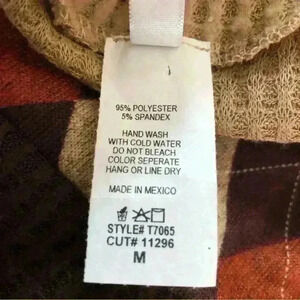 95% POLYESTER
5% SPANDEX
HAND WASH
WITH COLD WATER
DO NOT BLEACH
COLOR SEPERATE
HANG OR LINE DRY
MADE IN MEXICO
STYLE# T7065
CUT# 11296
M